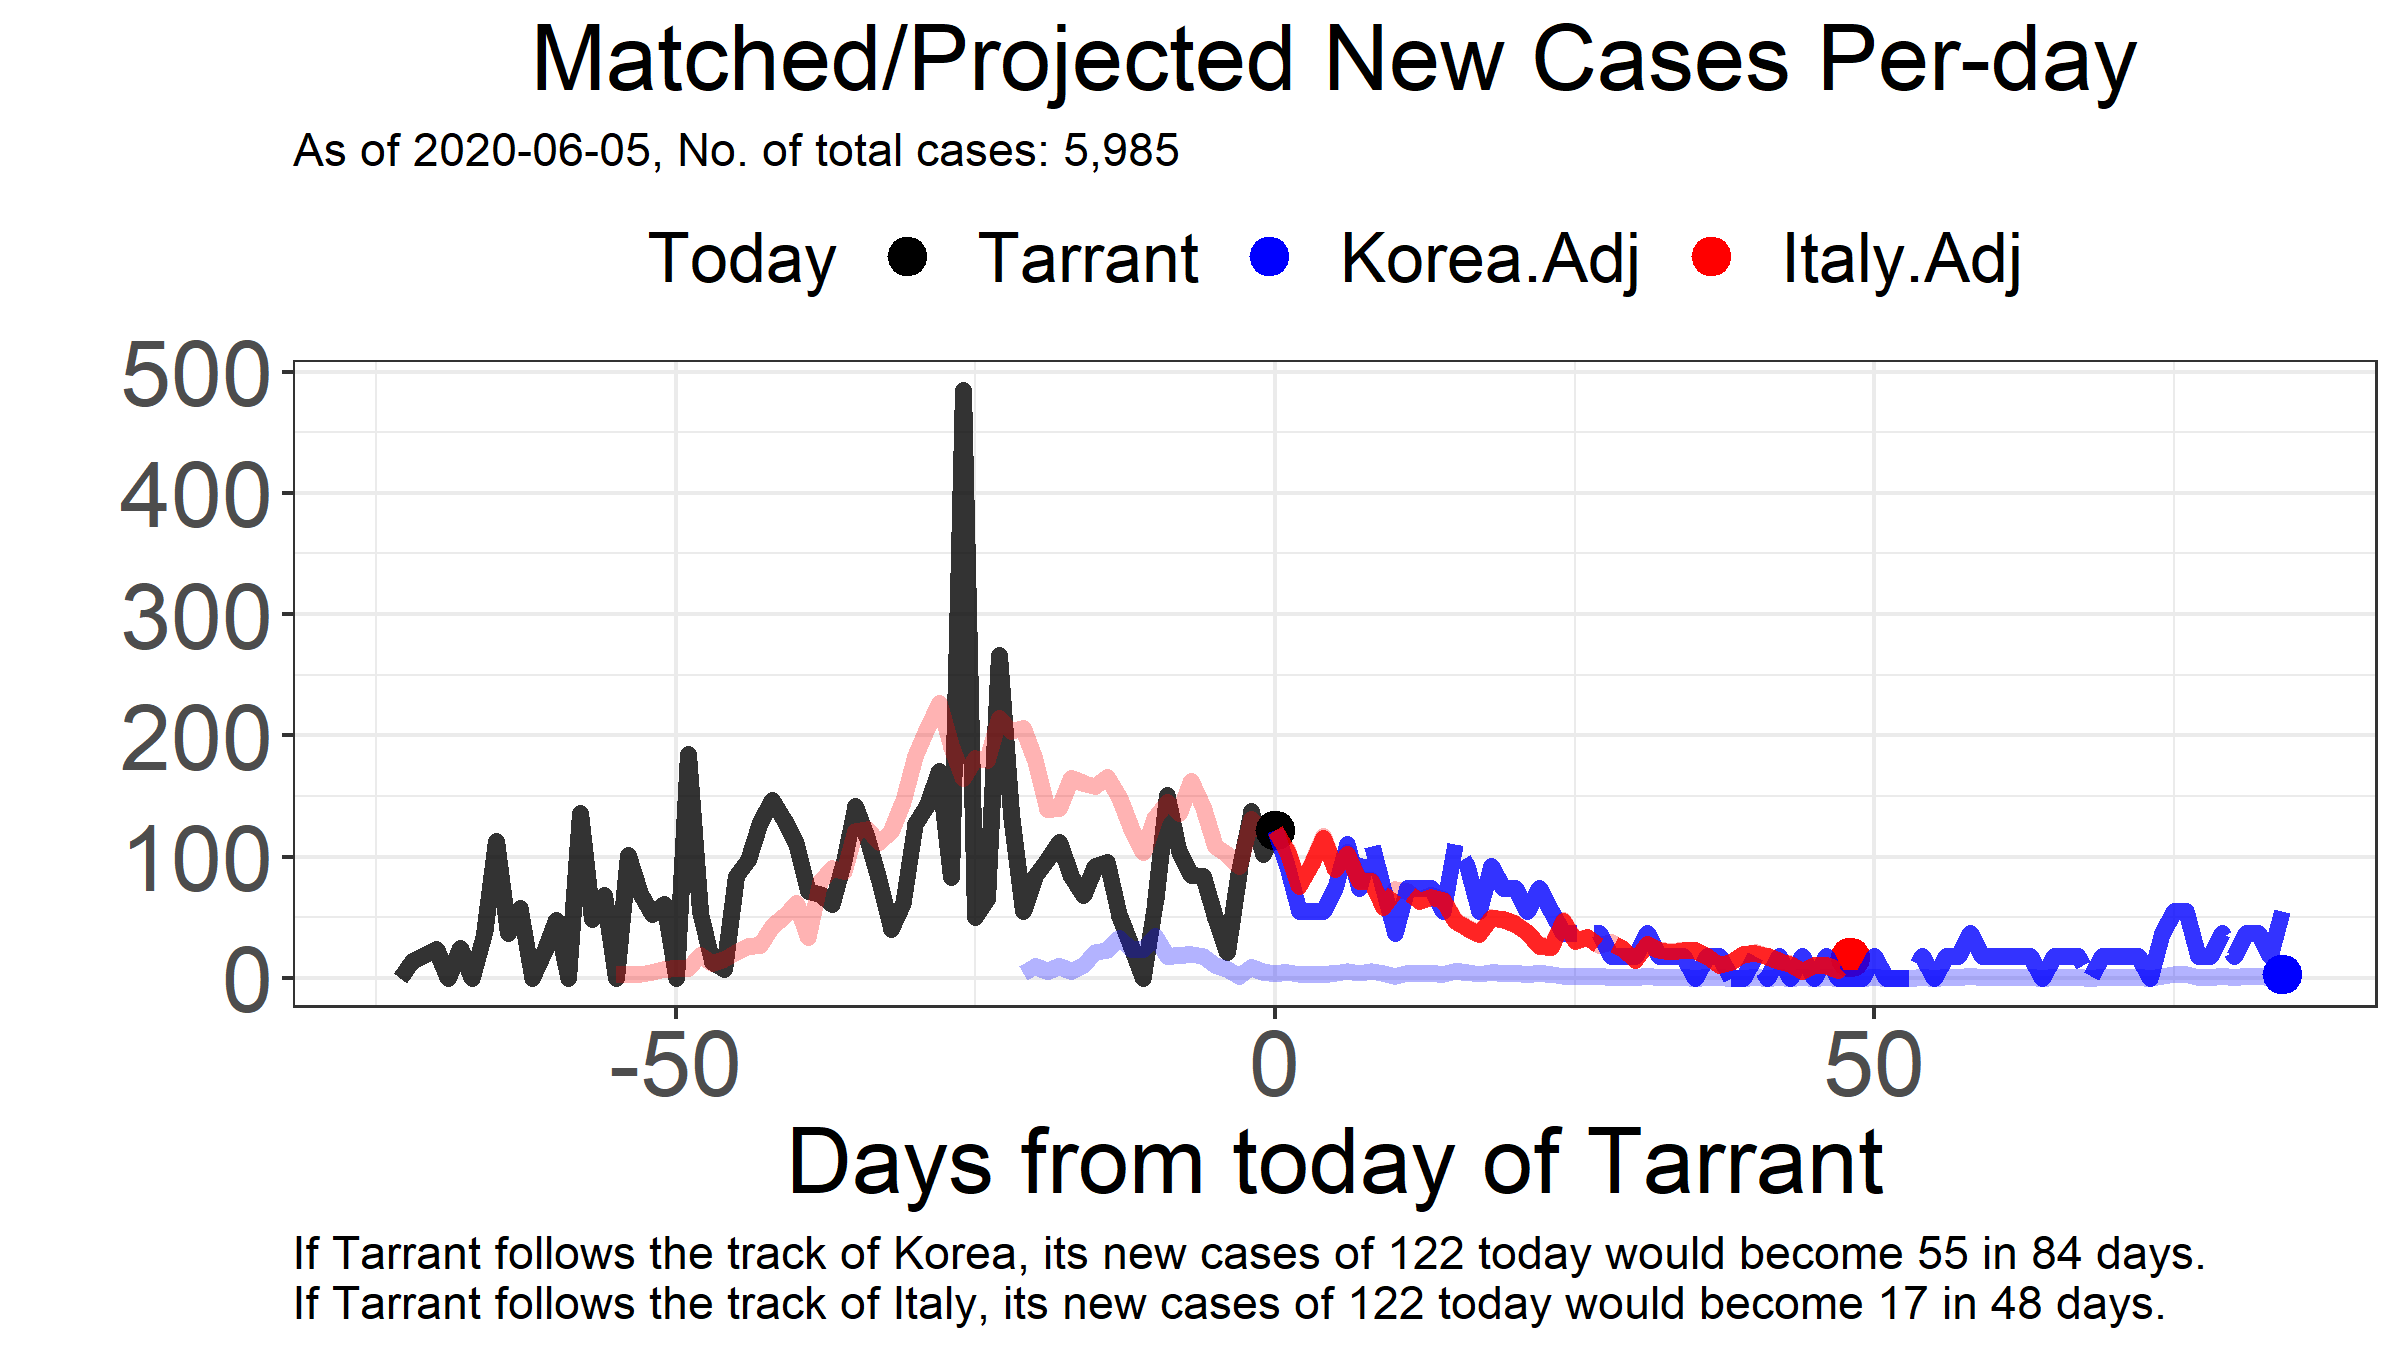 Matched/Projected New Cases Per-day
As of 2020-06-05, No. of total cases: 5,985
Today Tarrant Korea.Adj Italy.Adj
500
400
300
200
100
0
-50 0 50
Days from today of Tarrant
If Tarrant follows the track of Korea, its new cases of 122 today would become 55 in 84 days.
If Tarrant follows the track of Italy, its new cases of 122 today would become 17 in 48 days.